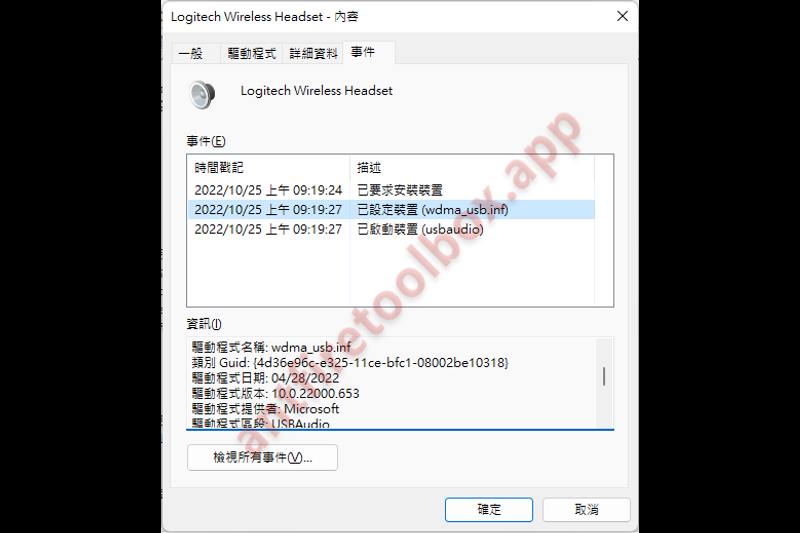 Logitech Wireless Headset - 內容
一般 驅動程式 詳細資料 事件
Logitech Wireless Headset
事件(E)
時間戳記 描述
2022/10/25 上午 09:19:24 已要求安裝裝置
2022/10/25 上午 09:19:27 已設定裝置 (wdma_usb.inf)
2022/10/25 上午 09:19:27 已啟動裝置 (usbaudio)
資訊(I)
驅動程式名稱: wdma_usb.inf
類別 Guid: {4d36e96c-e325-11ce-bfc1-08002be10318}
驅動程式日期: 04/28/2022
驅動程式版本: 10.0.22000.653
驅動程式提供者: Microsoft
驅動程式區段: USBAudio
檢視所有事件(V)...
確定 取消